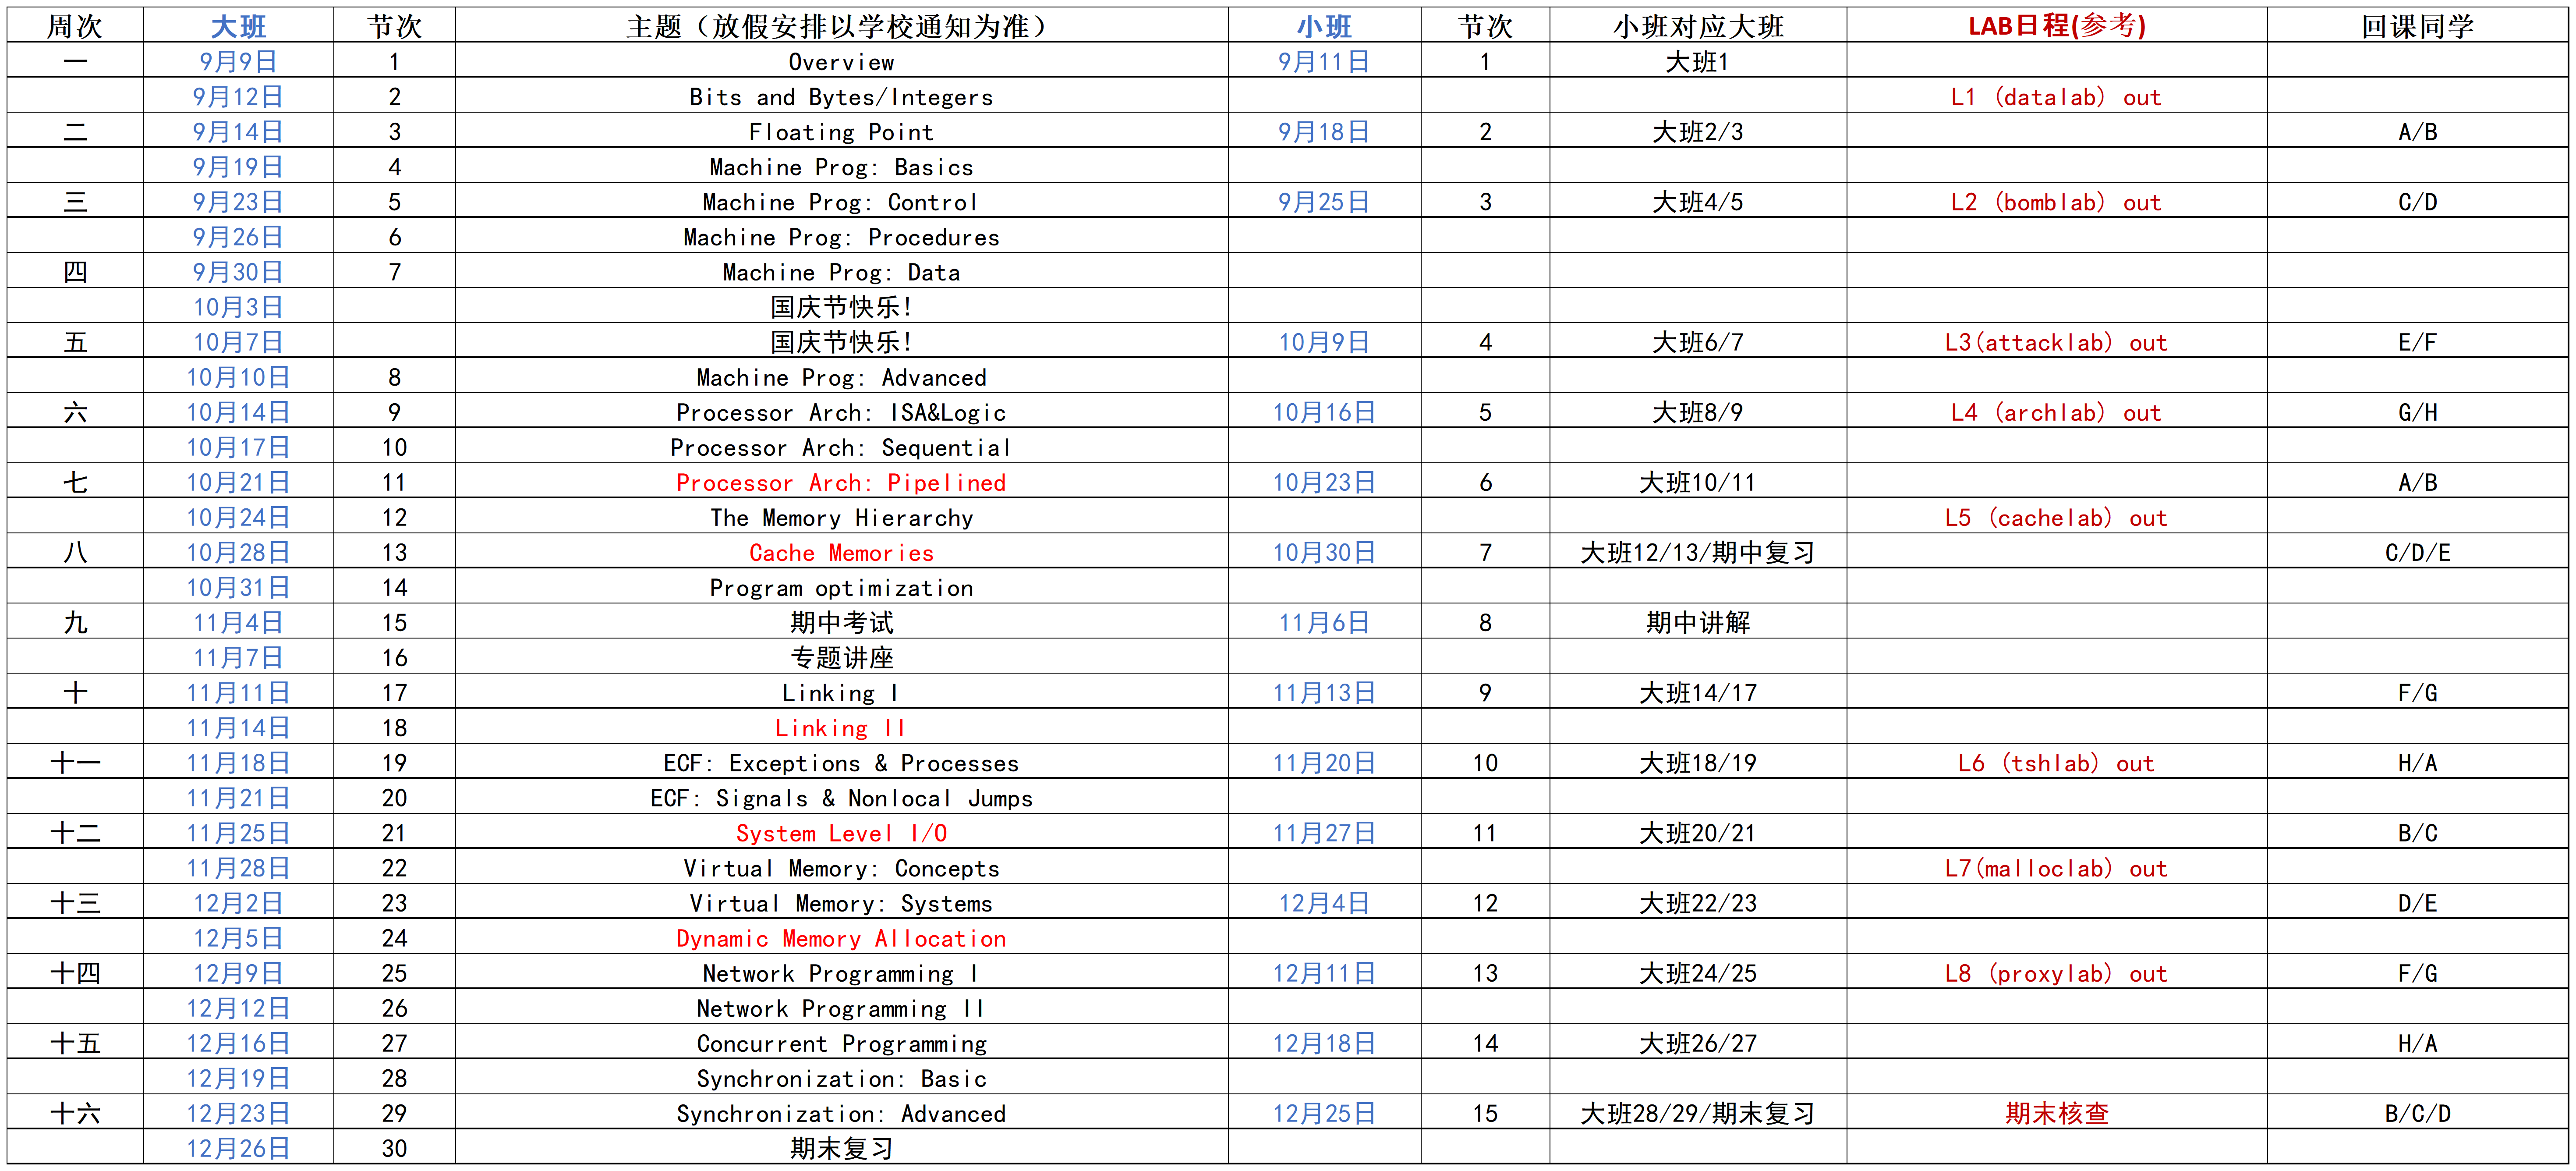 周次 大班 节次 主题（放假安排以学校通知为准） 小班 节次 小班对应大班 LAB日程(参考) 回课同学
一 9月9日 1 Overview 9月11日 1 大班1
9月12日 2 Bits and Bytes/Integers L1 (datalab) out
二 9月14日 3 Floating Point 9月18日 2 大班2/3 A/B
9月19日 4 Machine Prog: Basics
三 9月23日 5 Machine Prog: Control 9月25日 3 大班4/5 L2 (bomblab) out C/D
9月26日 6 Machine Prog: Procedures
四 9月30日 7 Machine Prog: Data
10月3日 国庆节快乐!
五 10月7日 国庆节快乐! 10月9日 4 大班6/7 L3(attacklab) out E/F
10月10日 8 Machine Prog: Advanced
六 10月14日 9 Processor Arch: ISA&Logic 10月16日 5 大班8/9 L4 (archlab) out G/H
10月17日 10 Processor Arch: Sequential
七 10月21日 11 Processor Arch: Pipelined 10月23日 6 大班10/11 A/B
10月24日 12 The Memory Hierarchy L5 (cachelab) out
八 10月28日 13 Cache Memories 10月30日 7 大班12/13/期中复习 C/D/E
10月31日 14 Program optimization
九 11月4日 15 期中考试 11月6日 8 期中讲解
11月7日 16 专题讲座
十 11月11日 17 Linking I 11月13日 9 大班14/17 F/G
11月14日 18 Linking II
十一 11月18日 19 ECF: Exceptions & Processes 11月20日 10 大班18/19 L6 (tshlab) out H/A
11月21日 20 ECF: Signals & Nonlocal Jumps
十二 11月25日 21 System Level I/O 11月27日 11 大班20/21 B/C
11月28日 22 Virtual Memory: Concepts L7(malloclab) out
十三 12月2日 23 Virtual Memory: Systems 12月4日 12 大班22/23 D/E
12月5日 24 Dynamic Memory Allocation
十四 12月9日 25 Network Programming I 12月11日 13 大班24/25 L8 (proxylab) out F/G
12月12日 26 Network Programming II
十五 12月16日 27 Concurrent Programming 12月18日 14 大班26/27 H/A
12月19日 28 Synchronization: Basic
十六 12月23日 29 Synchronization: Advanced 12月25日 15 大班28/29/期末复习 期末核查 B/C/D
12月26日 30 期末复习